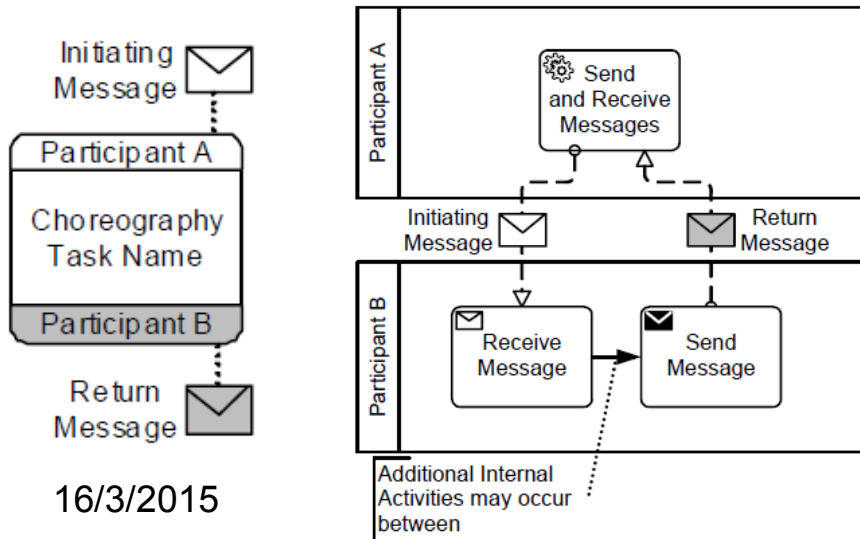 Initiating
Message
Participant A
Choreography
Task Name
Participant B
Return
Message
16/3/2015
Participant A
Send
and Receive
Messages
Initiating
Message
Return
Message
Participant B
Receive
Message
Send
Message
Additional Internal
Activities may occur
between